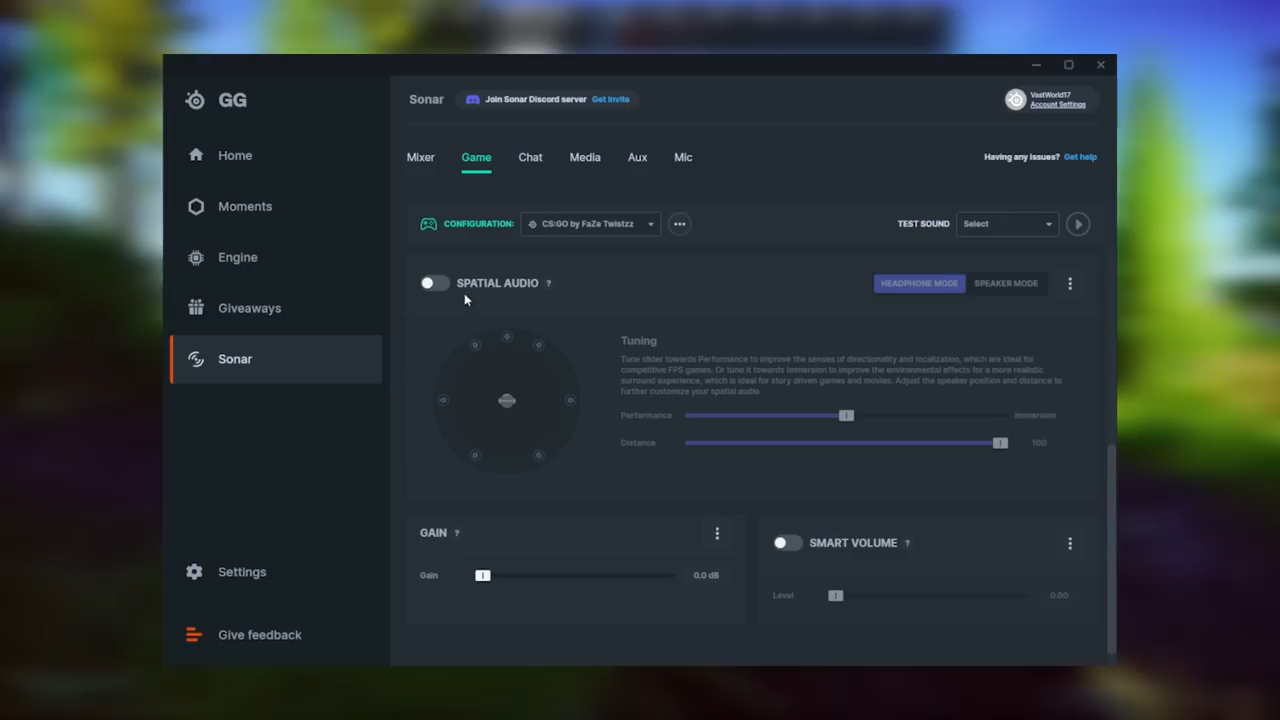 GG
Sonar
Join Sonar Discord server Get invite
VastWorld17
Account Settings
Home
Moments
Engine
Giveaways
Sonar
Settings
Give feedback
Mixer
Game
Chat
Media
Aux
Mic
Having any issues? Get help
CONFIGURATION:
CS:GO by FaZe Twistzz
TEST SOUND
Select
SPATIAL AUDIO ?
HEADPHONE MODE
SPEAKER MODE
Tuning
Tune slider towards Performance to improve the senses of directionality and localization, which are ideal for
competitive FPS games. Or tune it towards Immersion to improve the environmental effects for a more realistic
surround experience, which is ideal for story driven games and movies. Adjust the speaker position and distance to
further customize your spatial audio
Performance
Immersion
Distance
100
GAIN ?
Gain
0.0 dB
SMART VOLUME ?
Level
0.00